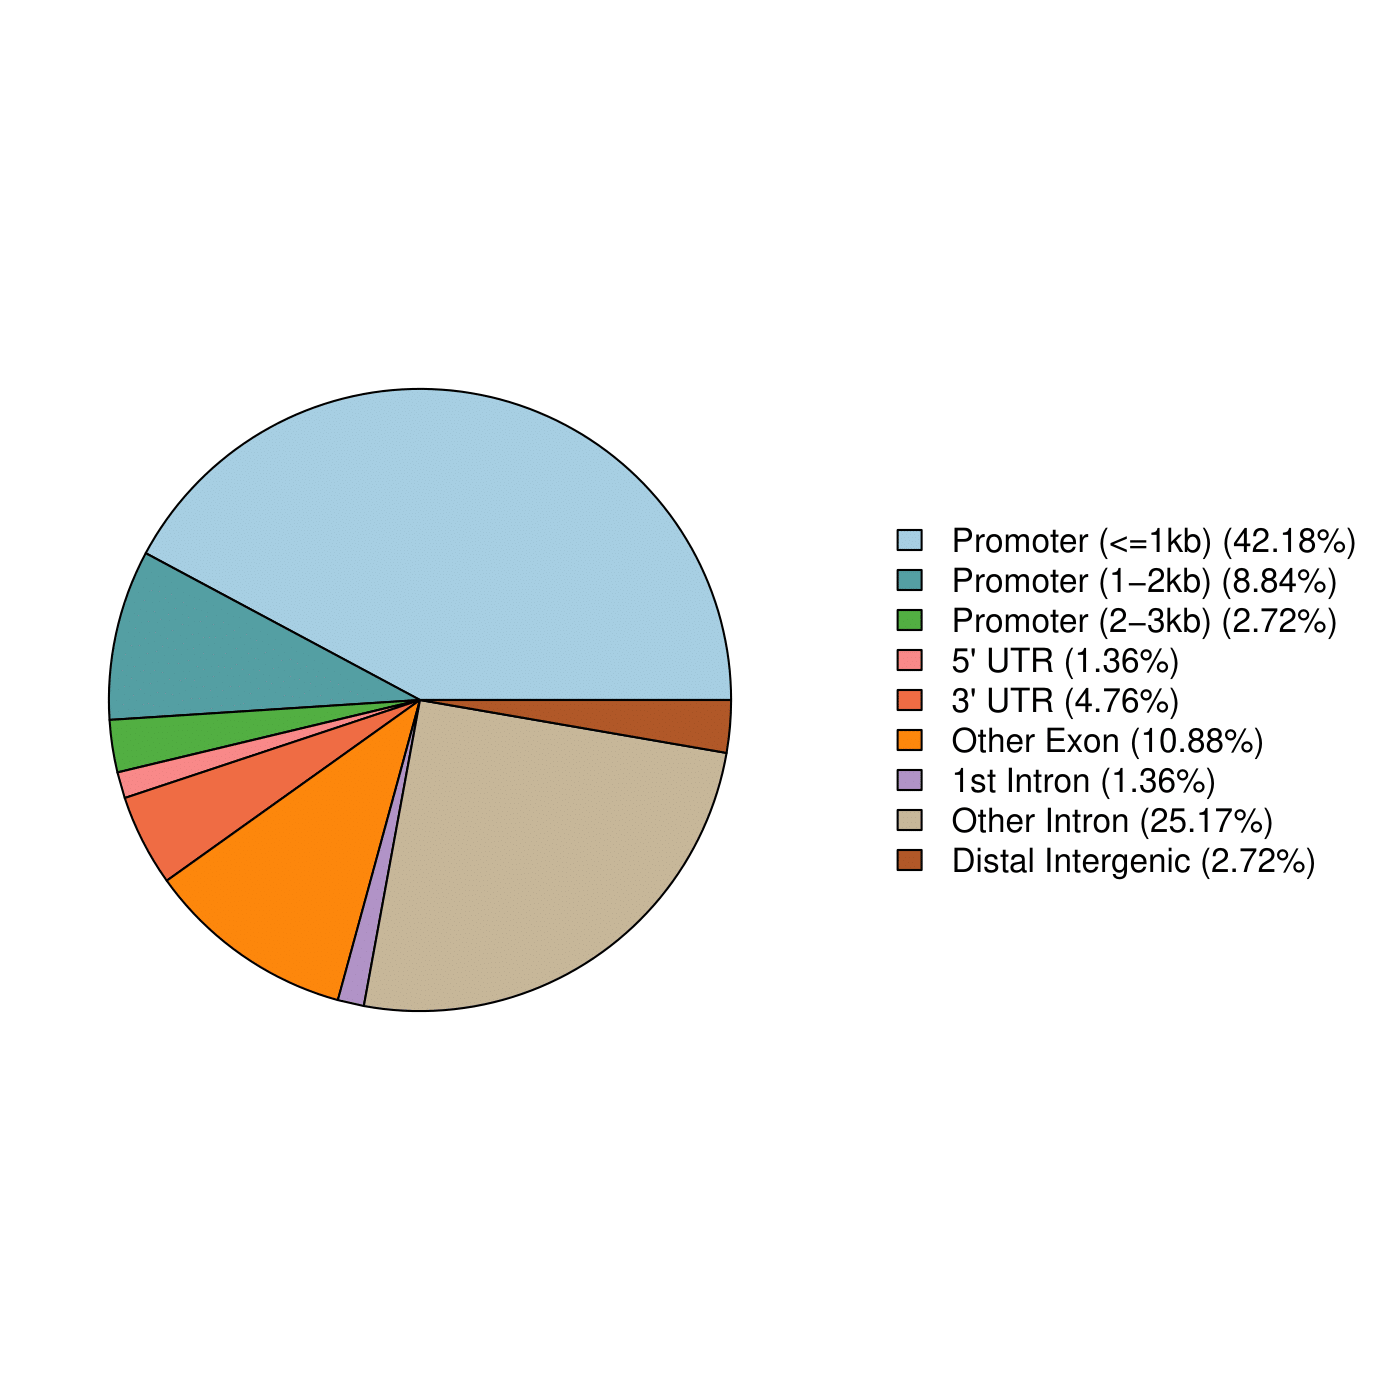 Promoter (<=1kb) (42.18%)
Promoter (1−2kb) (8.84%)
Promoter (2−3kb) (2.72%)
5' UTR (1.36%)
3' UTR (4.76%)
Other Exon (10.88%)
1st Intron (1.36%)
Other Intron (25.17%)
Distal Intergenic (2.72%)